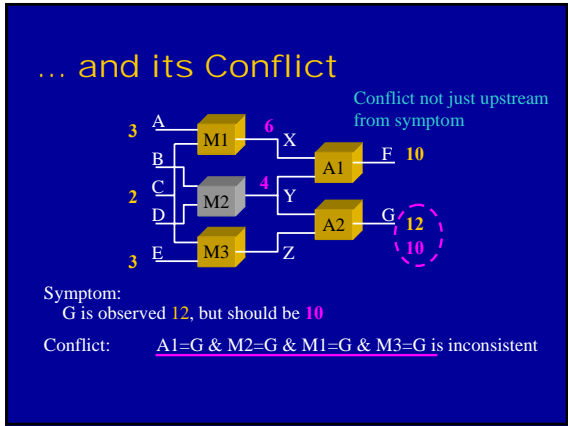 ... and its Conflict
Conflict not just upstream
from symptom
3 A
M1
6
X
B
A1
F 10
2 C
M2
4
Y
D
A2
G 12
10
3 E
M3
Z
Symptom:
G is observed 12, but should be 10
Conflict: A1=G & M2=G & M1=G & M3=G is inconsistent